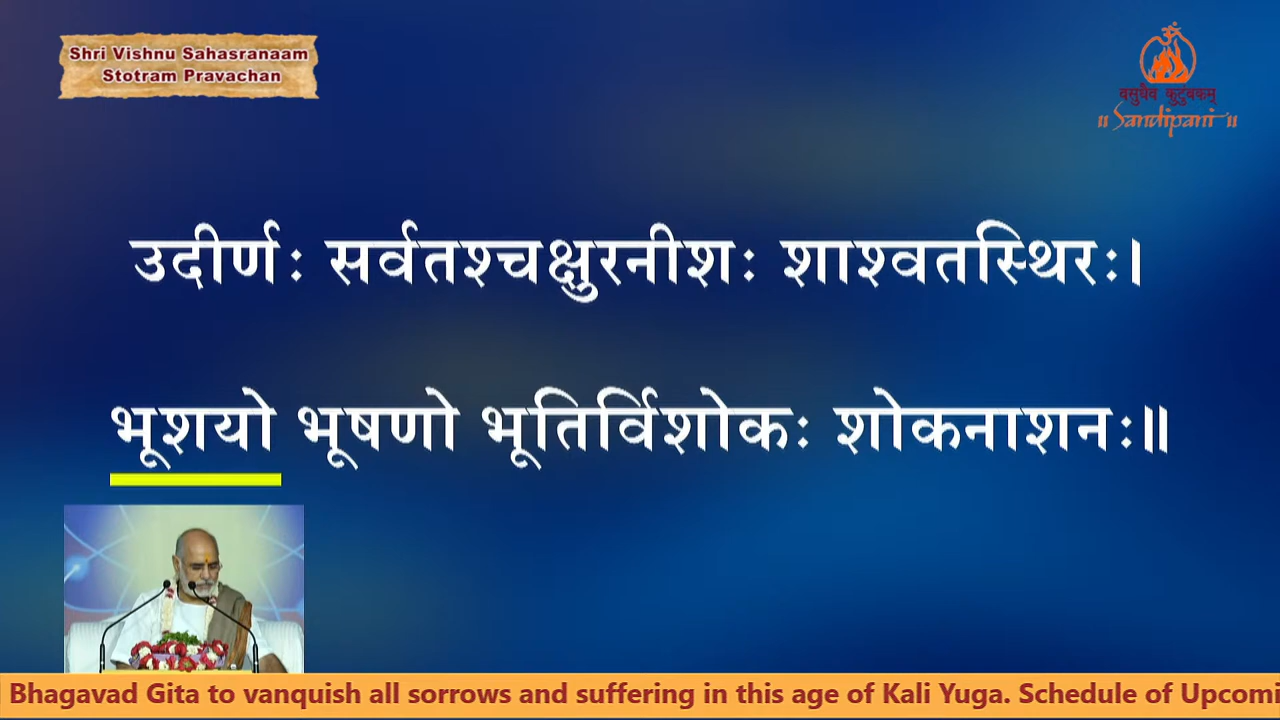 Shri Vishnu Sahasranaam
Stotram Pravachan
वसुधैव कुटुंबकम्
॥ Sandipani ॥
उदीर्णः सर्वतश्चक्षुरनीशः शाश्वतस्थिरः।
भूशयो भूषणो भूतिर्विशोकः शोकनाशनः॥
Bhagavad Gita to vanquish all sorrows and suffering in this age of Kali Yuga. Schedule of Upcomi